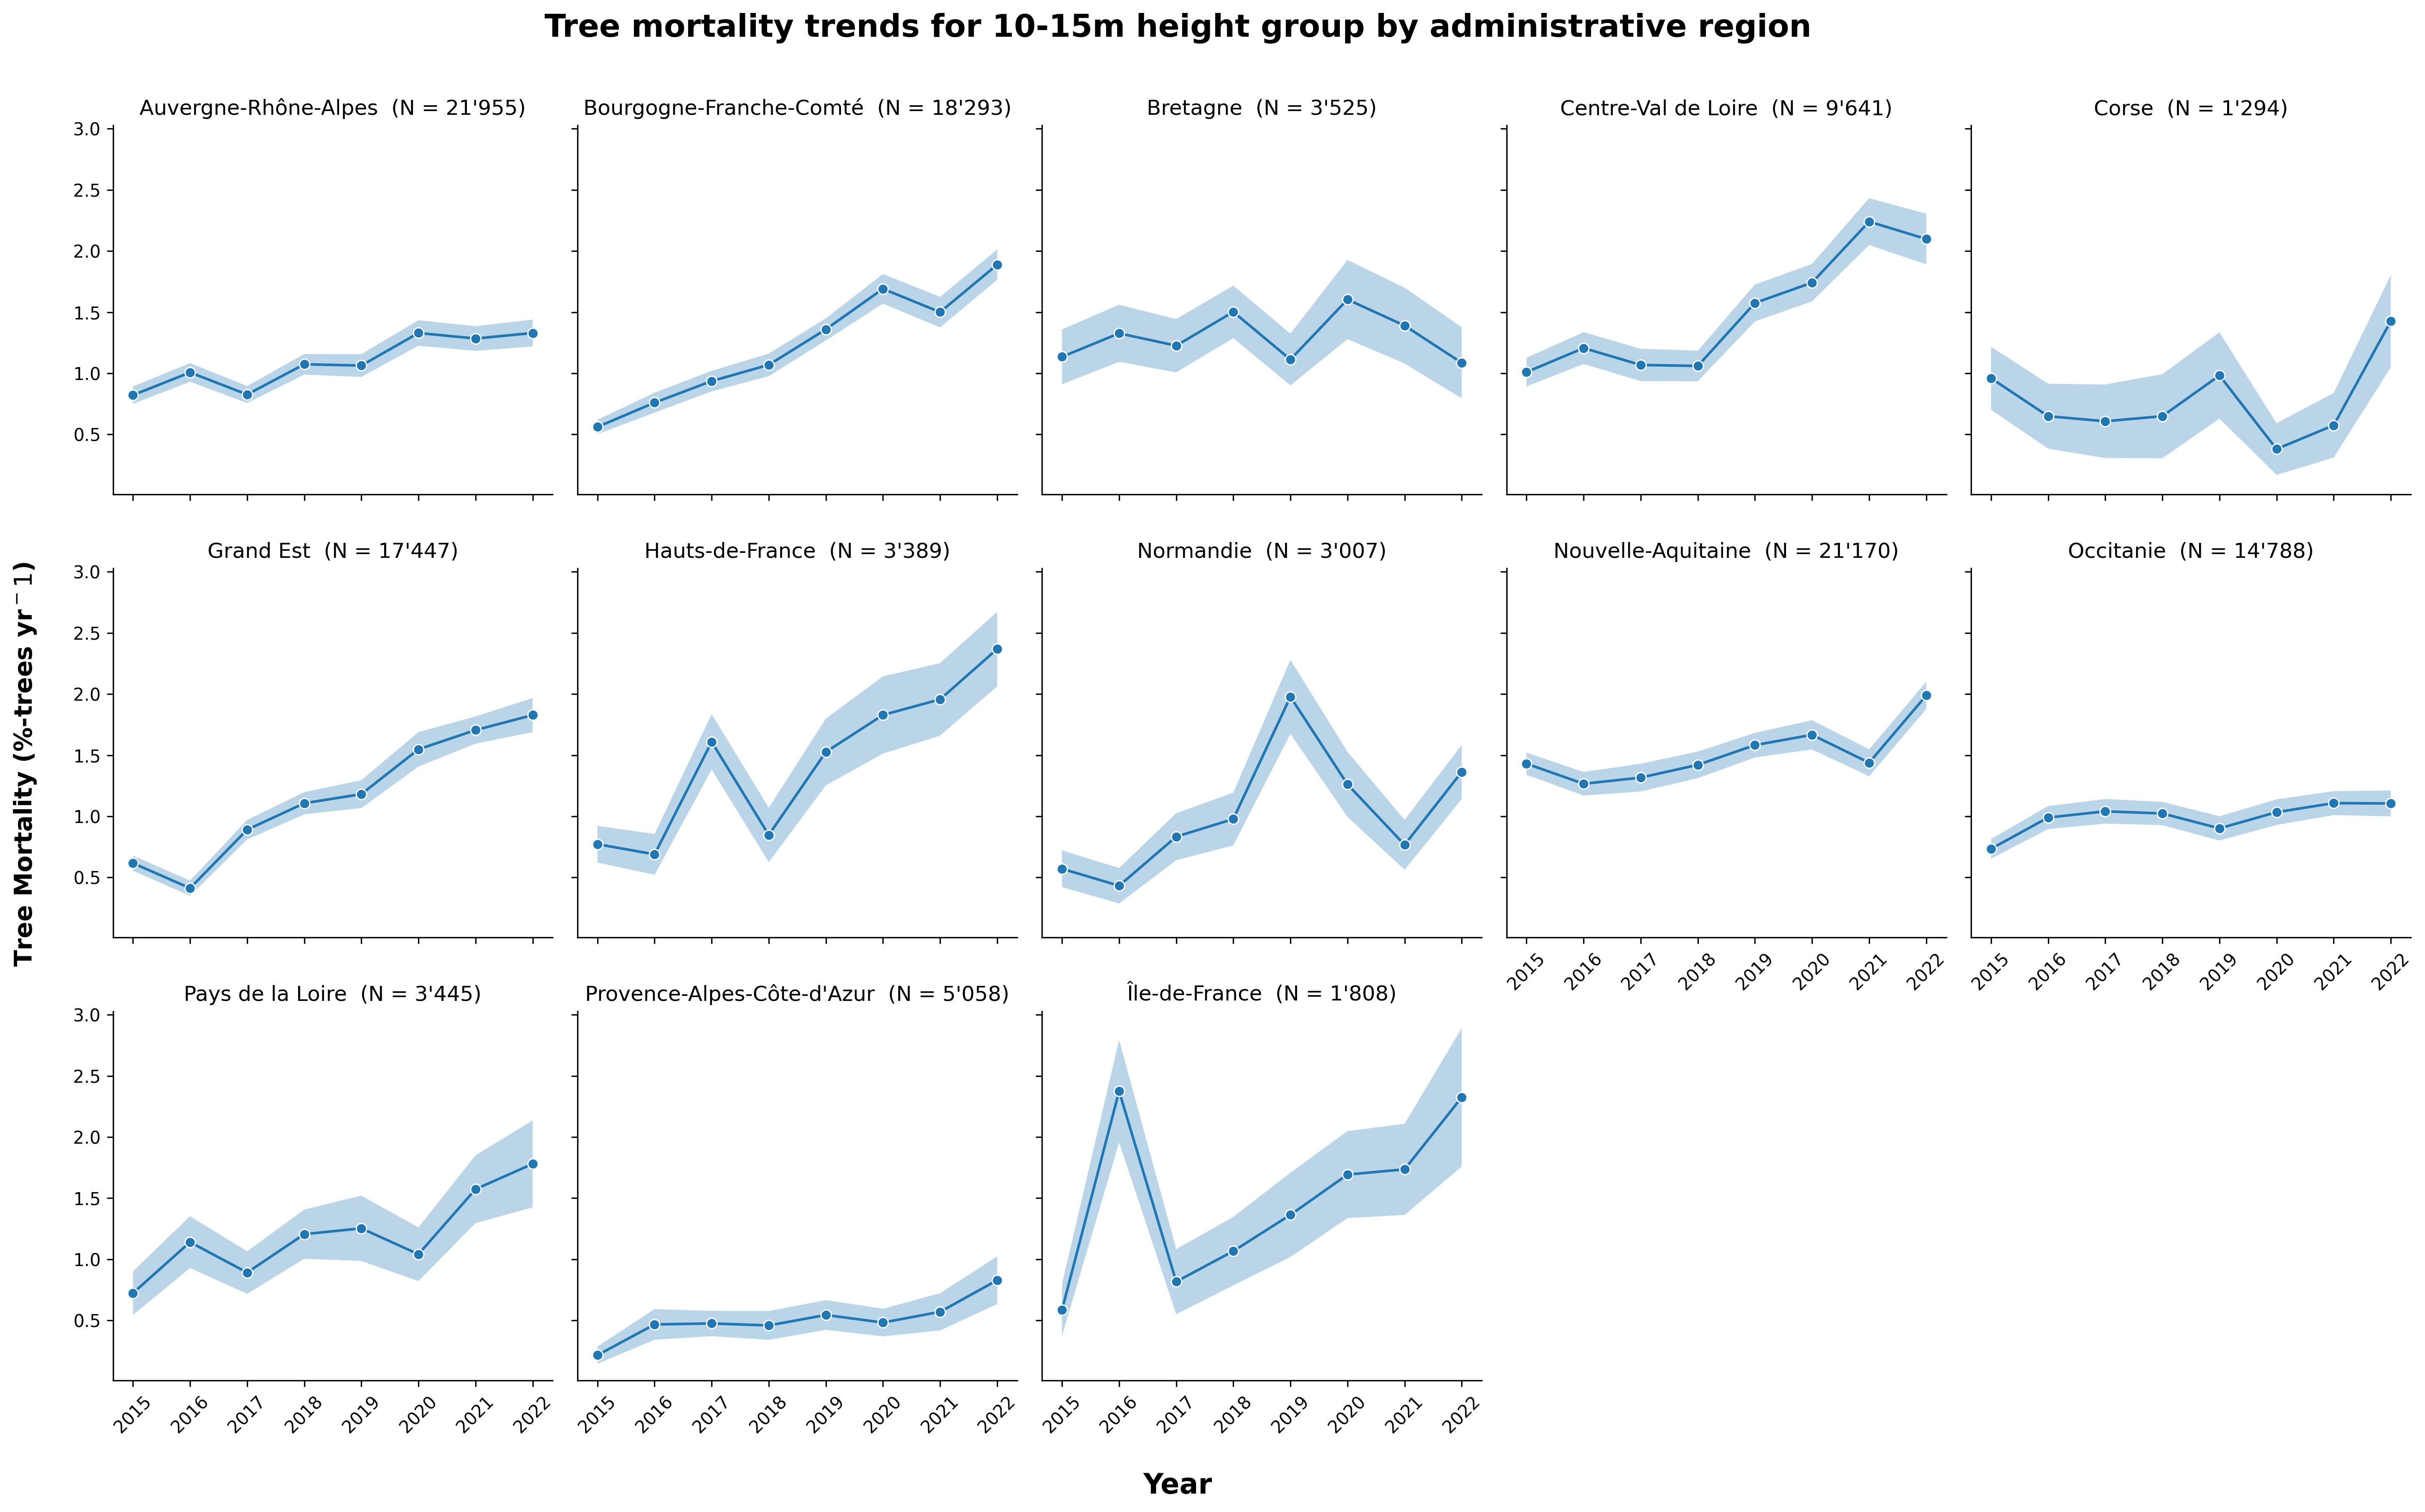 Tree mortality trends for 10-15m height group by administrative region
Auvergne-Rhône-Alpes (N = 21'955)
Bourgogne-Franche-Comté (N = 18'293)
Bretagne (N = 3'525)
Centre-Val de Loire (N = 9'641)
Corse (N = 1'294)
3.0
2.5
2.0
1.5
1.0
0.5
Grand Est (N = 17'447)
Hauts-de-France (N = 3'389)
Normandie (N = 3'007)
Nouvelle-Aquitaine (N = 21'170)
Occitanie (N = 14'788)
3.0
2.5
2.0
1.5
1.0
0.5
2015 2016 2017 2018 2019 2020 2021 2022
2015 2016 2017 2018 2019 2020 2021 2022
Tree Mortality (%-trees yr⁻1)
Pays de la Loire (N = 3'445)
Provence-Alpes-Côte-d'Azur (N = 5'058)
Île-de-France (N = 1'808)
3.0
2.5
2.0
1.5
1.0
0.5
2015 2016 2017 2018 2019 2020 2021 2022
2015 2016 2017 2018 2019 2020 2021 2022
2015 2016 2017 2018 2019 2020 2021 2022
Year